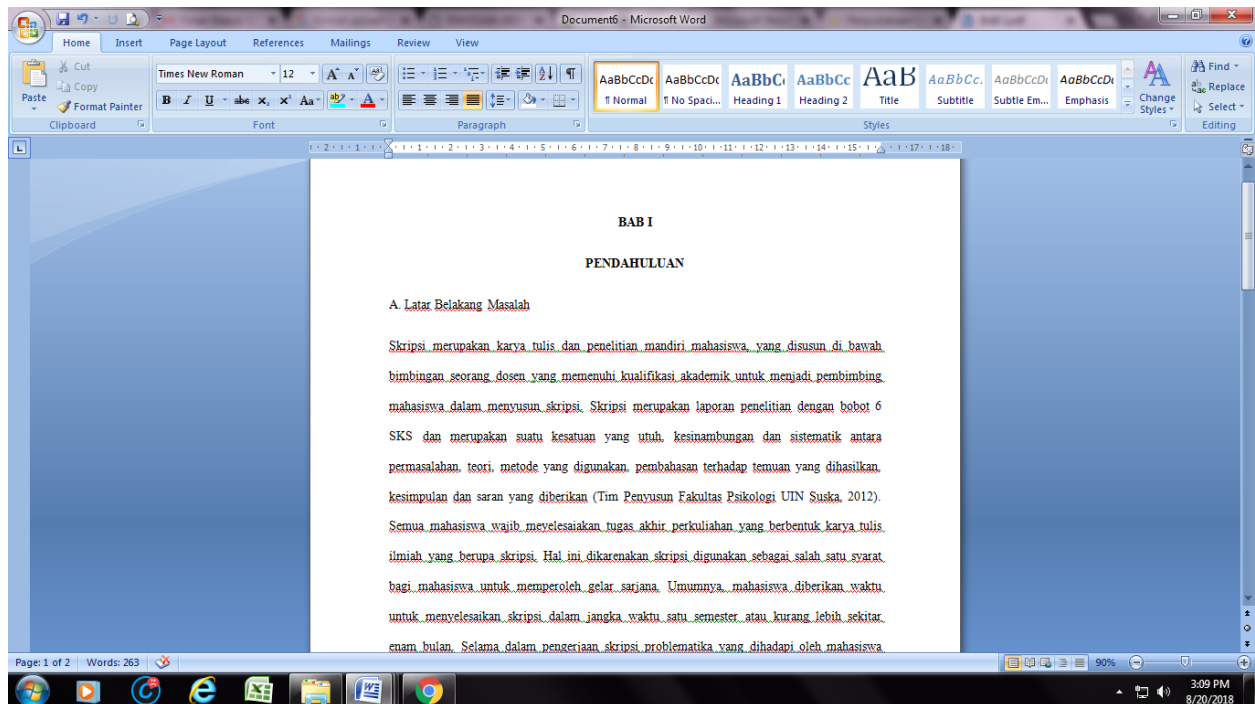 Document6 - Microsoft Word
Home Insert Page Layout References Mailings Review View
Paste
Cut
Copy
Format Painter
Clipboard
Times New Roman 12
Font
Paragraph
AaBbCcDc AaBbCcDc AaBbC AaBbCc AaB AaBbCc. AaBbCcDc AaBbCcDc
¶ Normal ¶ No Spaci... Heading 1 Heading 2 Title Subtitle Subtle Em... Emphasis
Change Styles
Styles
Find
Replace
Select
Editing
BAB I
PENDAHULUAN
A. Latar Belakang Masalah
Skripsi merupakan karya tulis dan penelitian mandiri mahasiswa, yang disusun di bawah
bimbingan seorang dosen yang memenuhi kualifikasi akademik untuk menjadi pembimbing
mahasiswa dalam menyusun skripsi. Skripsi merupakan laporan penelitian dengan bobot 6
SKS dan merupakan suatu kesatuan yang utuh, kesinambungan dan sistematik antara
permasalahan, teori, metode yang digunakan, pembahasan terhadap temuan yang dihasilkan,
kesimpulan dan saran yang diberikan (Tim Penyusun Fakultas Psikologi UIN Suska, 2012).
Semua mahasiswa wajib meyelesaiakan tugas akhir perkuliahan yang berbentuk karya tulis
ilmiah yang berupa skripsi. Hal ini dikarenakan skripsi digunakan sebagai salah satu syarat
bagi mahasiswa untuk memperoleh gelar sarjana. Umumnya, mahasiswa diberikan waktu
untuk menyelesaikan skripsi dalam jangka waktu satu semester atau kurang lebih sekitar
enam bulan. Selama dalam pengerjaan skripsi problematika yang dihadapi oleh mahasiswa
Page: 1 of 2 Words: 263 90%
3:09 PM
8/20/2018